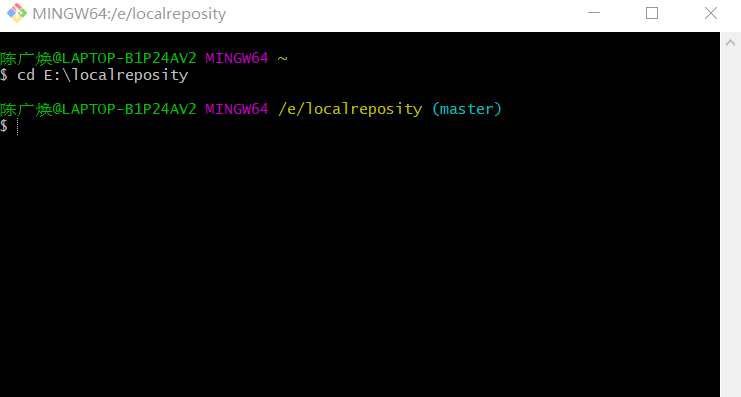 MINGW64:/e/localreposity
陈广焕@LAPTOP-B1P24AV2 MINGW64 ~
$ cd E:\localreposity
陈广焕@LAPTOP-B1P24AV2 MINGW64 /e/localreposity (master)
$